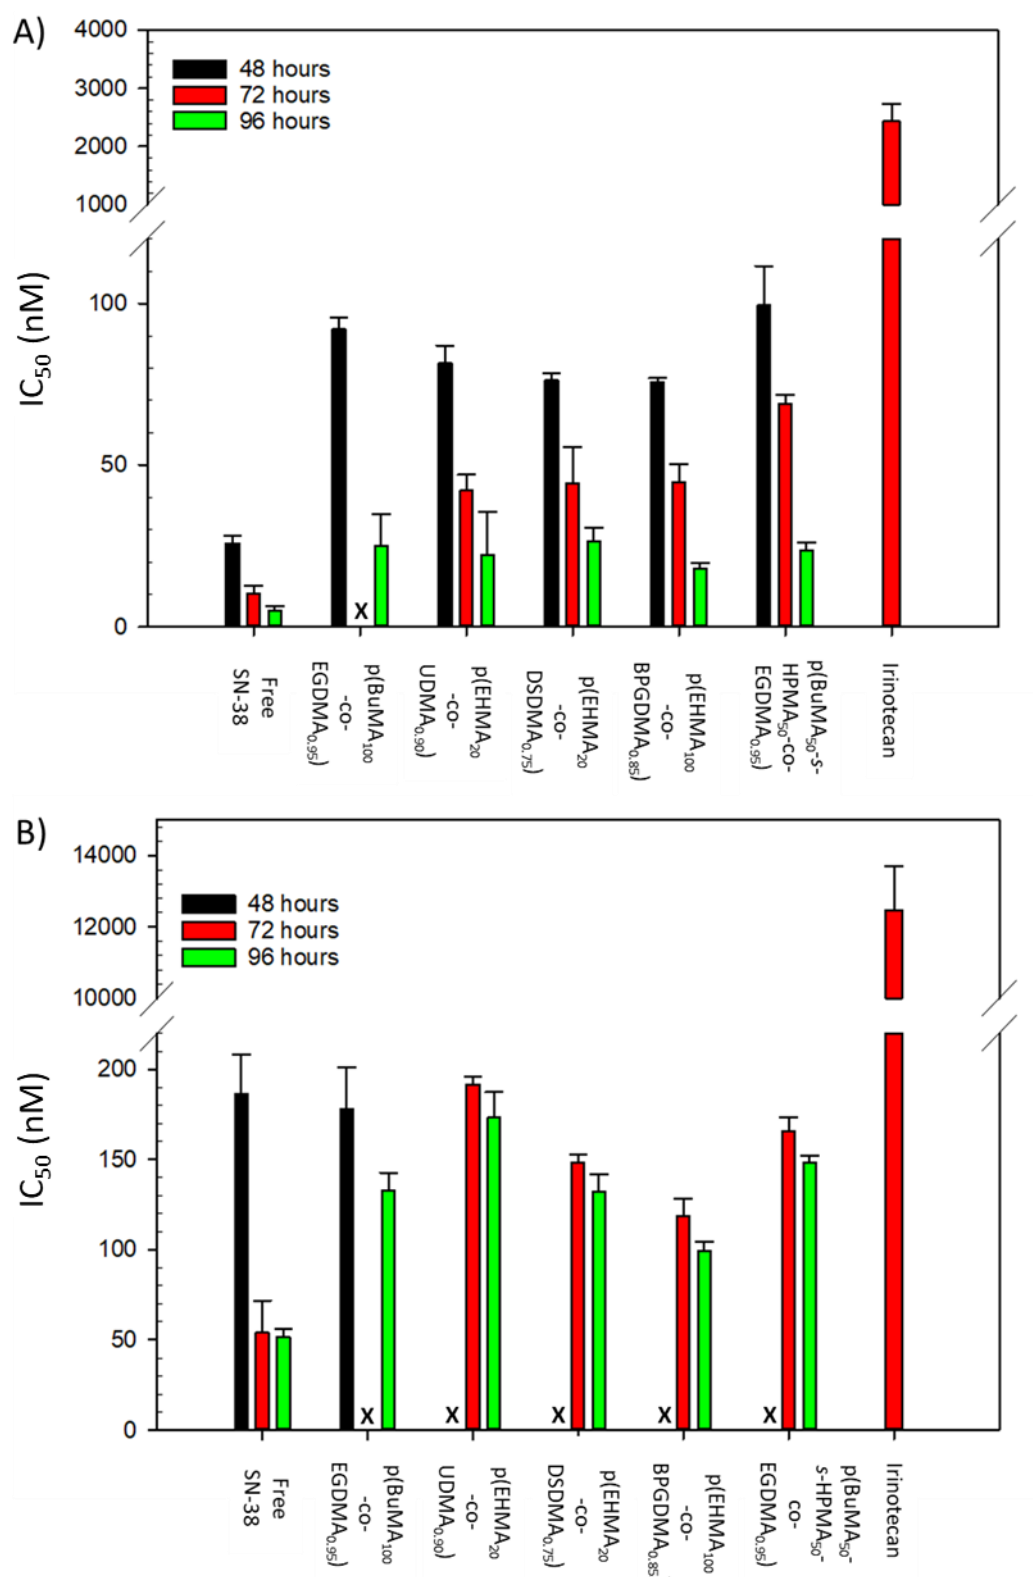 A)
4000
3000
2000
1000
100
50
0
IC50 (nM)
48 hours
72 hours
96 hours
X
Free
SN-38
p(BuMA100
-co-
EGDMA0.95)
p(EHMA20
-co-
UDMA0.90)
p(EHMA20
-co-
DSDMA0.75)
p(EHMA100
-co-
BPGDMA0.85)
p(BuMA50-s-
HPMA50-co-
EGDMA0.95)
Irinotecan
B)
14000
12000
10000
200
150
100
50
0
IC50 (nM)
48 hours
72 hours
96 hours
X
X
X
X
X
Free
SN-38
p(BuMA100
-co-
EGDMA0.95)
p(EHMA20
-co-
UDMA0.90)
p(EHMA20
-co-
DSDMA0.75)
p(EHMA100
-co-
BPGDMA0.85
p(BuMA50-
s-HPMA50-
co-
EGDMA0.95)
Irinotecan